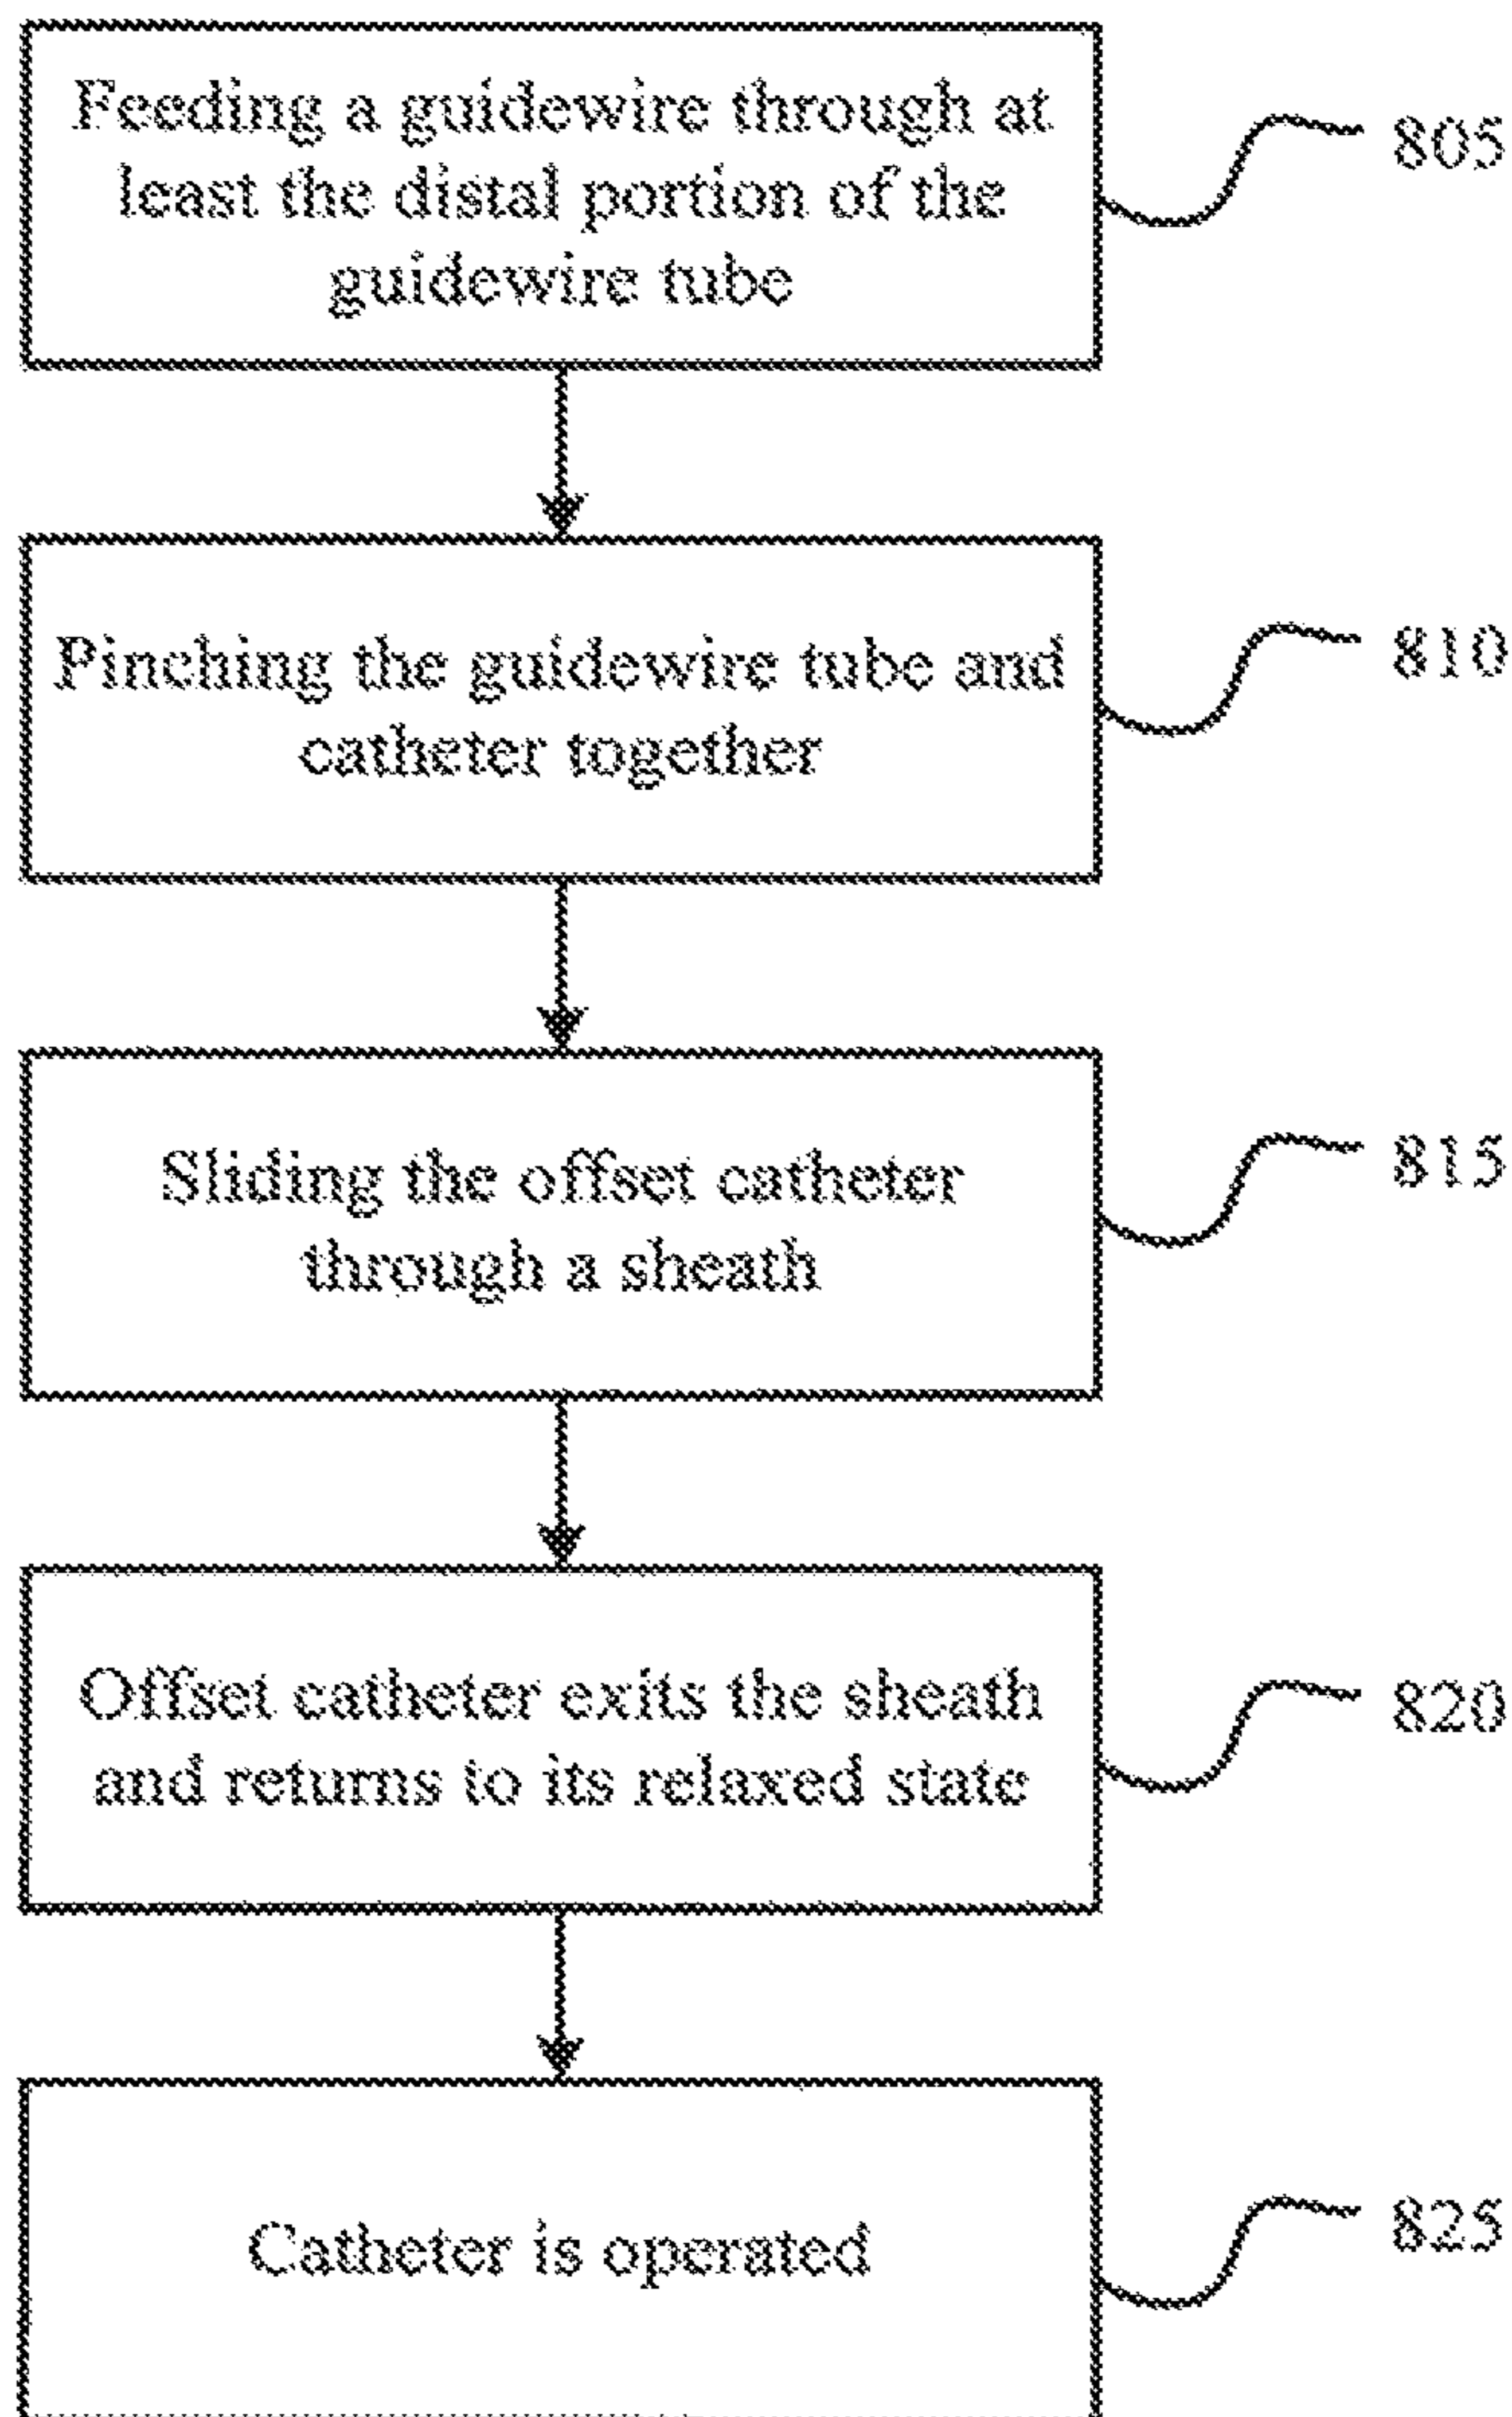 Feeding a guidewire through at
least the distal portion of the
guidewire tube
805
Pinching the guidewire tube and
catheter together
810
Sliding the offset catheter
through a sheath
815
Offset catheter exits the sheath
and returns to its relaxed state
820
Catheter is operated
825